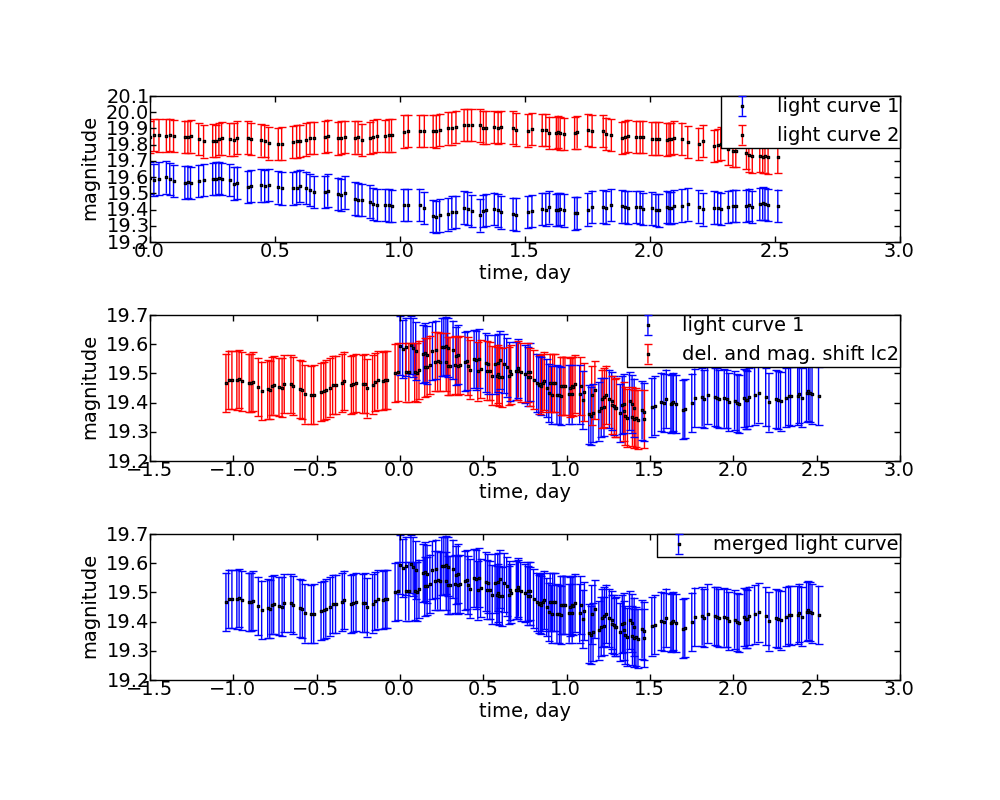 20.1
20.0
19.9
19.8
19.7
19.6
19.5
19.4
19.3
19.2
magnitude
light curve 1
light curve 2
0.0 0.5 1.0 1.5 2.0 2.5 3.0
time, day
19.7
19.6
19.5
19.4
19.3
19.2
magnitude
light curve 1
del. and mag. shift lc2
−1.5 −1.0 −0.5 0.0 0.5 1.0 1.5 2.0 2.5 3.0
time, day
19.7
19.6
19.5
19.4
19.3
19.2
magnitude
merged light curve
−1.5 −1.0 −0.5 0.0 0.5 1.0 1.5 2.0 2.5 3.0
time, day